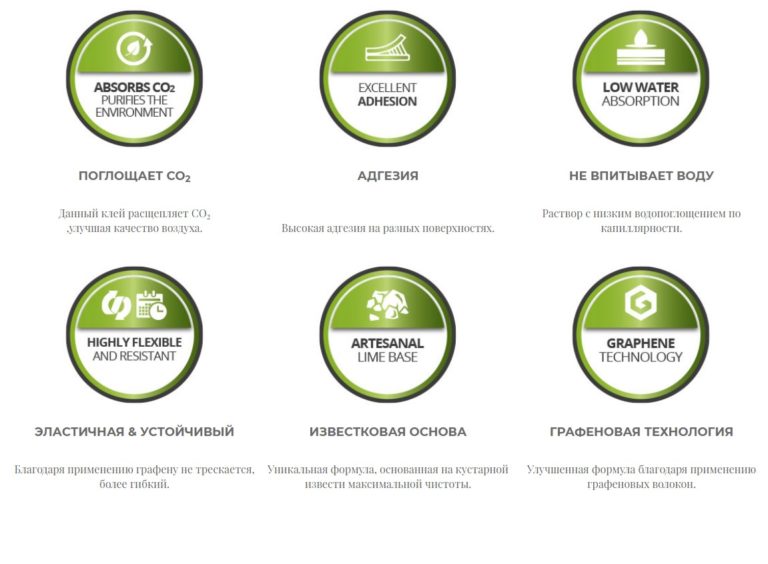 ABSORBS CO₂
PURIFIES THE
ENVIRONMENT
EXCELLENT
ADHESION
LOW WATER
ABSORPTION
ПОГЛОЩАЕТ CO₂
АДГЕЗИЯ
НЕ ВПИТЫВАЕТ ВОДУ
Данный клей расщепляет CO₂
,улучшая качество воздуха.
Высокая адгезия на разных поверхностях.
Раствор с низким водопоглощением по
капиллярности.
HIGHLY FLEXIBLE
AND RESISTANT
ARTESANAL
LIME BASE
G
GRAPHENE
TECHNOLOGY
ЭЛАСТИЧНАЯ & УСТОЙЧИВЫЙ
ИЗВЕСТКОВАЯ ОСНОВА
ГРАФЕНОВАЯ ТЕХНОЛОГИЯ
Благодаря применению графену не трескается,
более гибкий.
Уникальная формула, основанная на кустарной
извести максимальной чистоты.
Улучшенная формула благодаря применению
графеновых волокон.